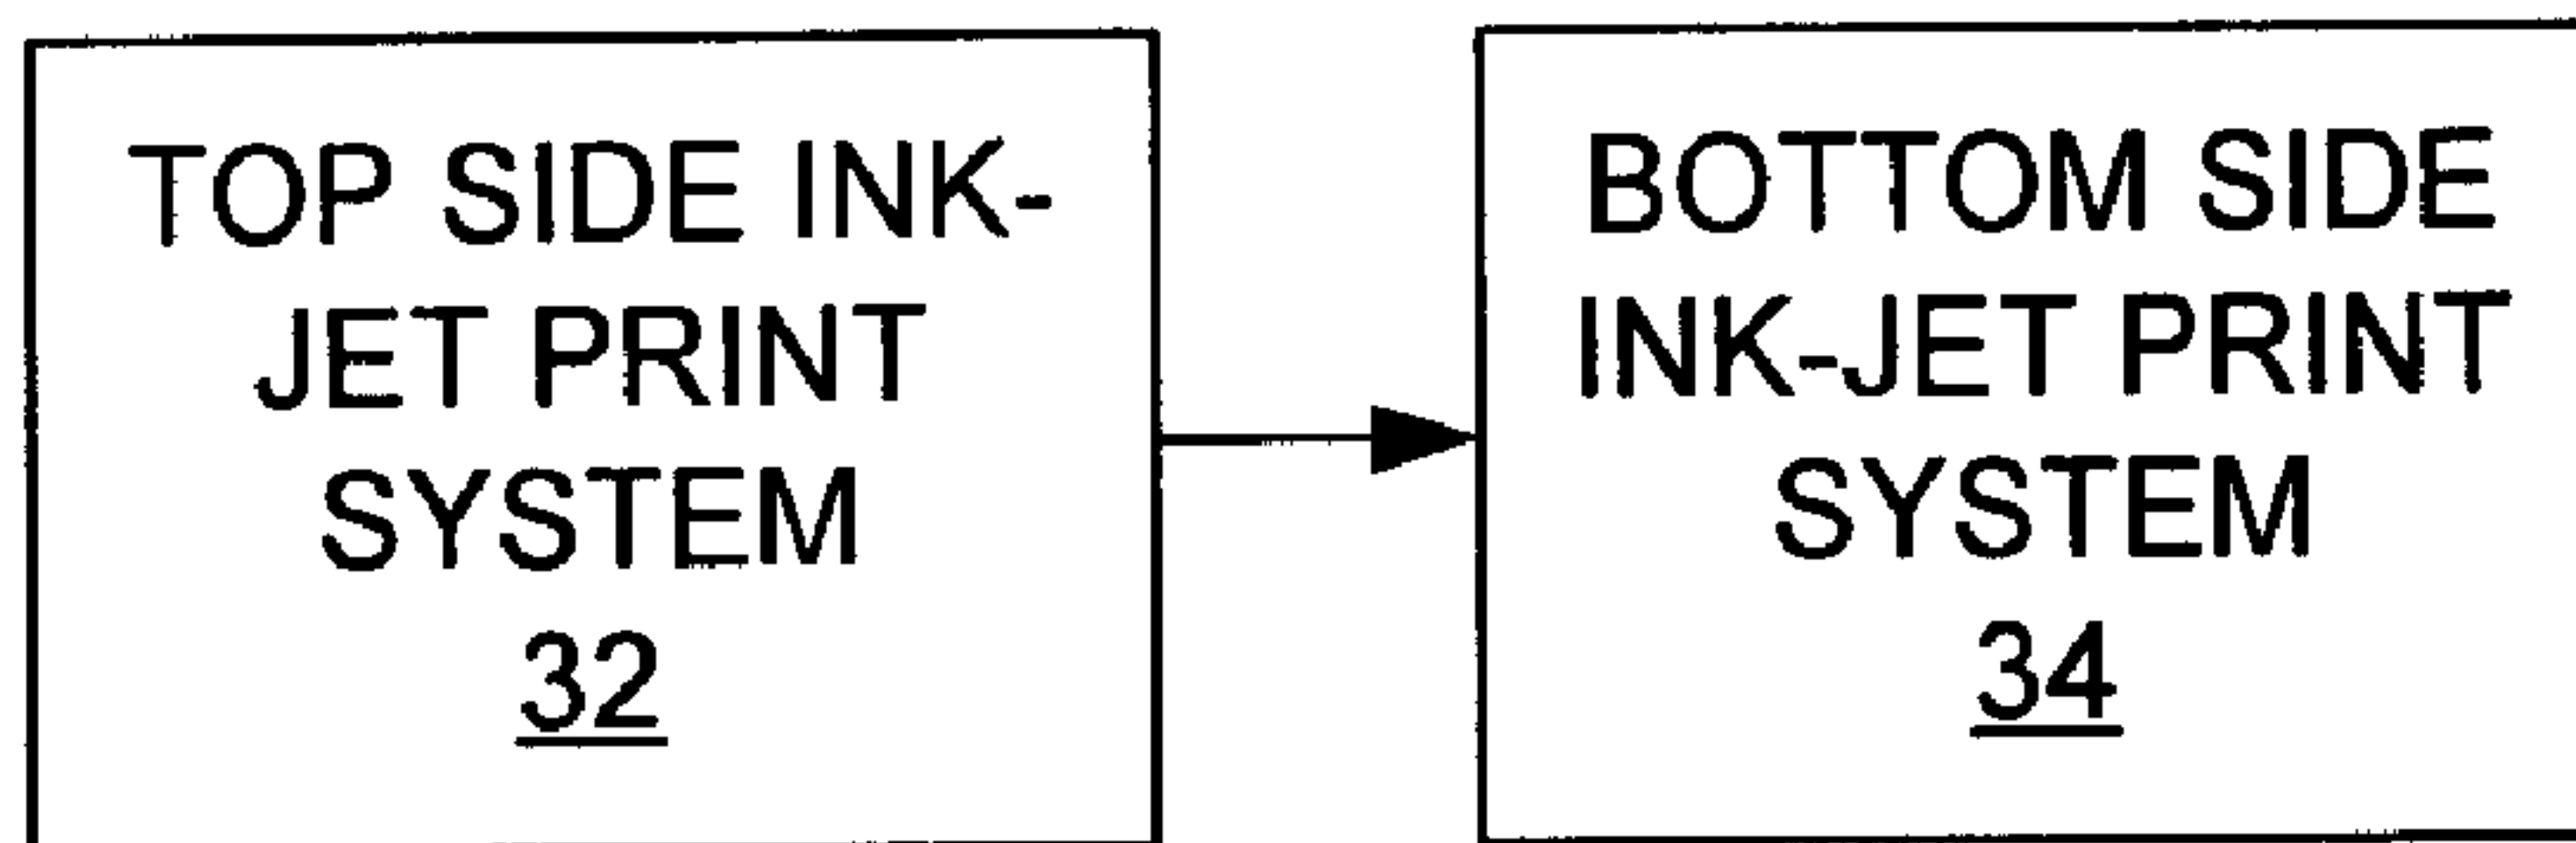 TOP SIDE INK-
JET PRINT
SYSTEM
32
BOTTOM SIDE
INK-JET PRINT
SYSTEM
34